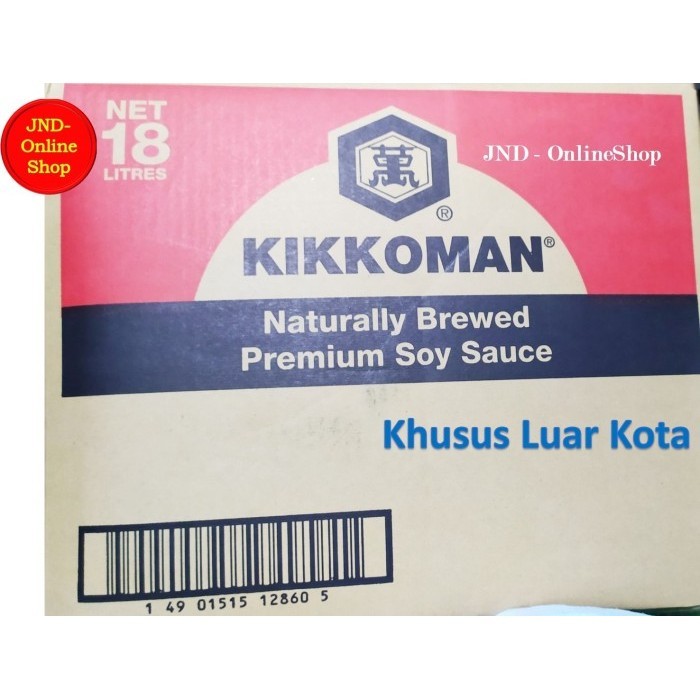 JND-
Online
Shop
NET
18
LITRES
萬
®
JND - OnlineShop
KIKKOMAN®
Naturally Brewed
Premium Soy Sauce
Khusus Luar Kota
1 49 01515 12860 5